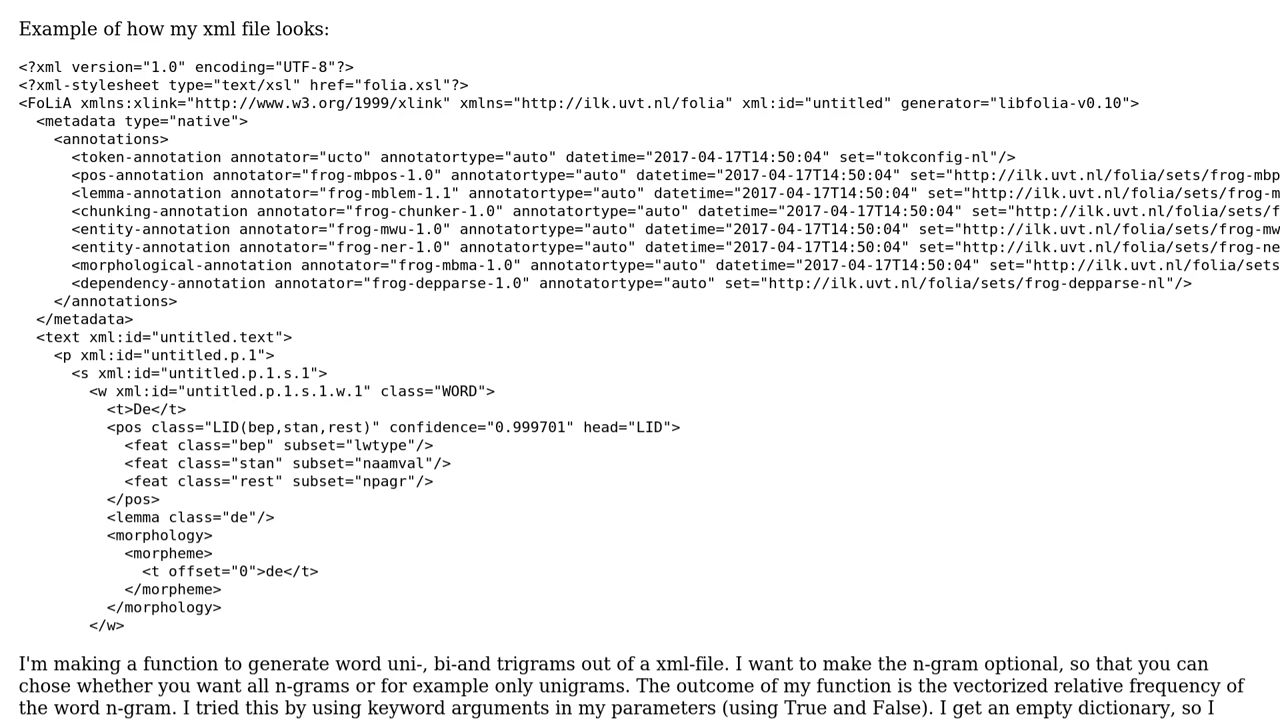 Example of how my xml file looks:
<?xml version="1.0" encoding="UTF-8"?>
<?xml-stylesheet type="text/xsl" href="folia.xsl"?>
<FoLiA xmlns:xlink="http://www.w3.org/1999/xlink" xmlns="http://ilk.uvt.nl/folia" xml:id="untitled" generator="libfolia-v0.10">
  <metadata type="native">
    <annotations>
      <token-annotation annotator="ucto" annotatortype="auto" datetime="2017-04-17T14:50:04" set="tokconfig-nl"/>
      <pos-annotation annotator="frog-mbpos-1.0" annotatortype="auto" datetime="2017-04-17T14:50:04" set="http://ilk.uvt.nl/folia/sets/frog-mbp
      <lemma-annotation annotator="frog-mblem-1.1" annotatortype="auto" datetime="2017-04-17T14:50:04" set="http://ilk.uvt.nl/folia/sets/frog-m
      <chunking-annotation annotator="frog-chunker-1.0" annotatortype="auto" datetime="2017-04-17T14:50:04" set="http://ilk.uvt.nl/folia/sets/f
      <entity-annotation annotator="frog-mwu-1.0" annotatortype="auto" datetime="2017-04-17T14:50:04" set="http://ilk.uvt.nl/folia/sets/frog-mw
      <entity-annotation annotator="frog-ner-1.0" annotatortype="auto" datetime="2017-04-17T14:50:04" set="http://ilk.uvt.nl/folia/sets/frog-ne
      <morphological-annotation annotator="frog-mbma-1.0" annotatortype="auto" datetime="2017-04-17T14:50:04" set="http://ilk.uvt.nl/folia/sets
      <dependency-annotation annotator="frog-depparse-1.0" annotatortype="auto" set="http://ilk.uvt.nl/folia/sets/frog-depparse-nl"/>
    </annotations>
  </metadata>
  <text xml:id="untitled.text">
    <p xml:id="untitled.p.1">
      <s xml:id="untitled.p.1.s.1">
        <w xml:id="untitled.p.1.s.1.w.1" class="WORD">
          <t>De</t>
          <pos class="LID(bep,stan,rest)" confidence="0.999701" head="LID">
            <feat class="bep" subset="lwtype"/>
            <feat class="stan" subset="naamval"/>
            <feat class="rest" subset="npagr"/>
          </pos>
          <lemma class="de"/>
          <morphology>
            <morpheme>
              <t offset="0">de</t>
            </morpheme>
          </morphology>
        </w>
I'm making a function to generate word uni-, bi-and trigrams out of a xml-file. I want to make the n-gram optional, so that you can
chose whether you want all n-grams or for example only unigrams. The outcome of my function is the vectorized relative frequency of
the word n-gram. I tried this by using keyword arguments in my parameters (using True and False). I get an empty dictionary, so I